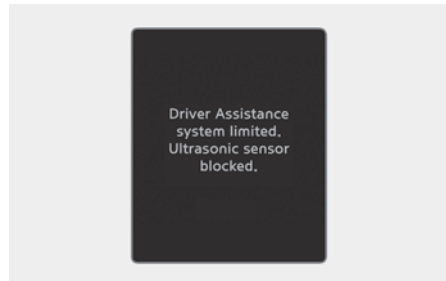 Driver Assistance
system limited.
Ultrasonic sensor
blocked.